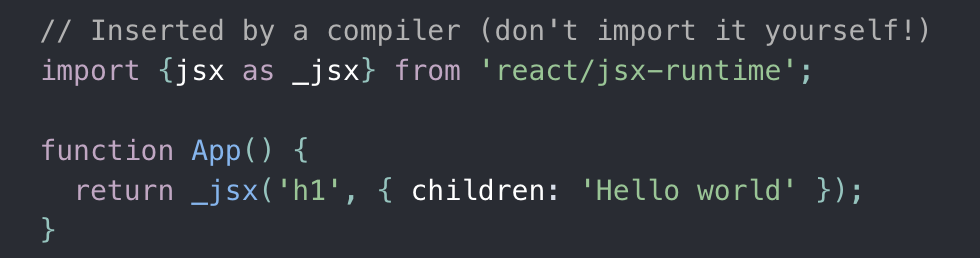 // Inserted by a compiler (don't import it yourself!)
import {jsx as _jsx} from 'react/jsx-runtime';

function App() {
  return _jsx('h1', { children: 'Hello world' });
}